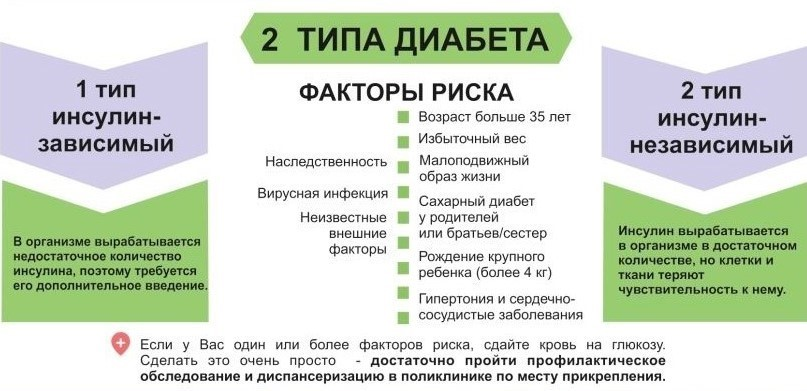 2 ТИПА ДИАБЕТА
1 тип
инсулин-
зависимый
В организме вырабатывается
недостаточное количество
инсулина, поэтому требуется
его дополнительное введение.
ФАКТОРЫ РИСКА
Наследственность
Вирусная инфекция
Неизвестные
внешние
факторы
Возраст больше 35 лет
Избыточный вес
Малоподвижный
образ жизни
Сахарный диабет
у родителей
или братьев/сестер
Рождение крупного
ребенка (более 4 кг)
Гипертония и сердечно-
сосудистые заболевания
2 тип
инсулин-
независимый
Инсулин вырабатывается
в организме в достаточном
количестве, но клетки и
ткани теряют
чувствительность к нему.
Если у Вас один или более факторов риска, сдайте кровь на глюкозу.
Сделать это очень просто - достаточно пройти профилактическое
обследование и диспансеризацию в поликлинике по месту прикрепления.